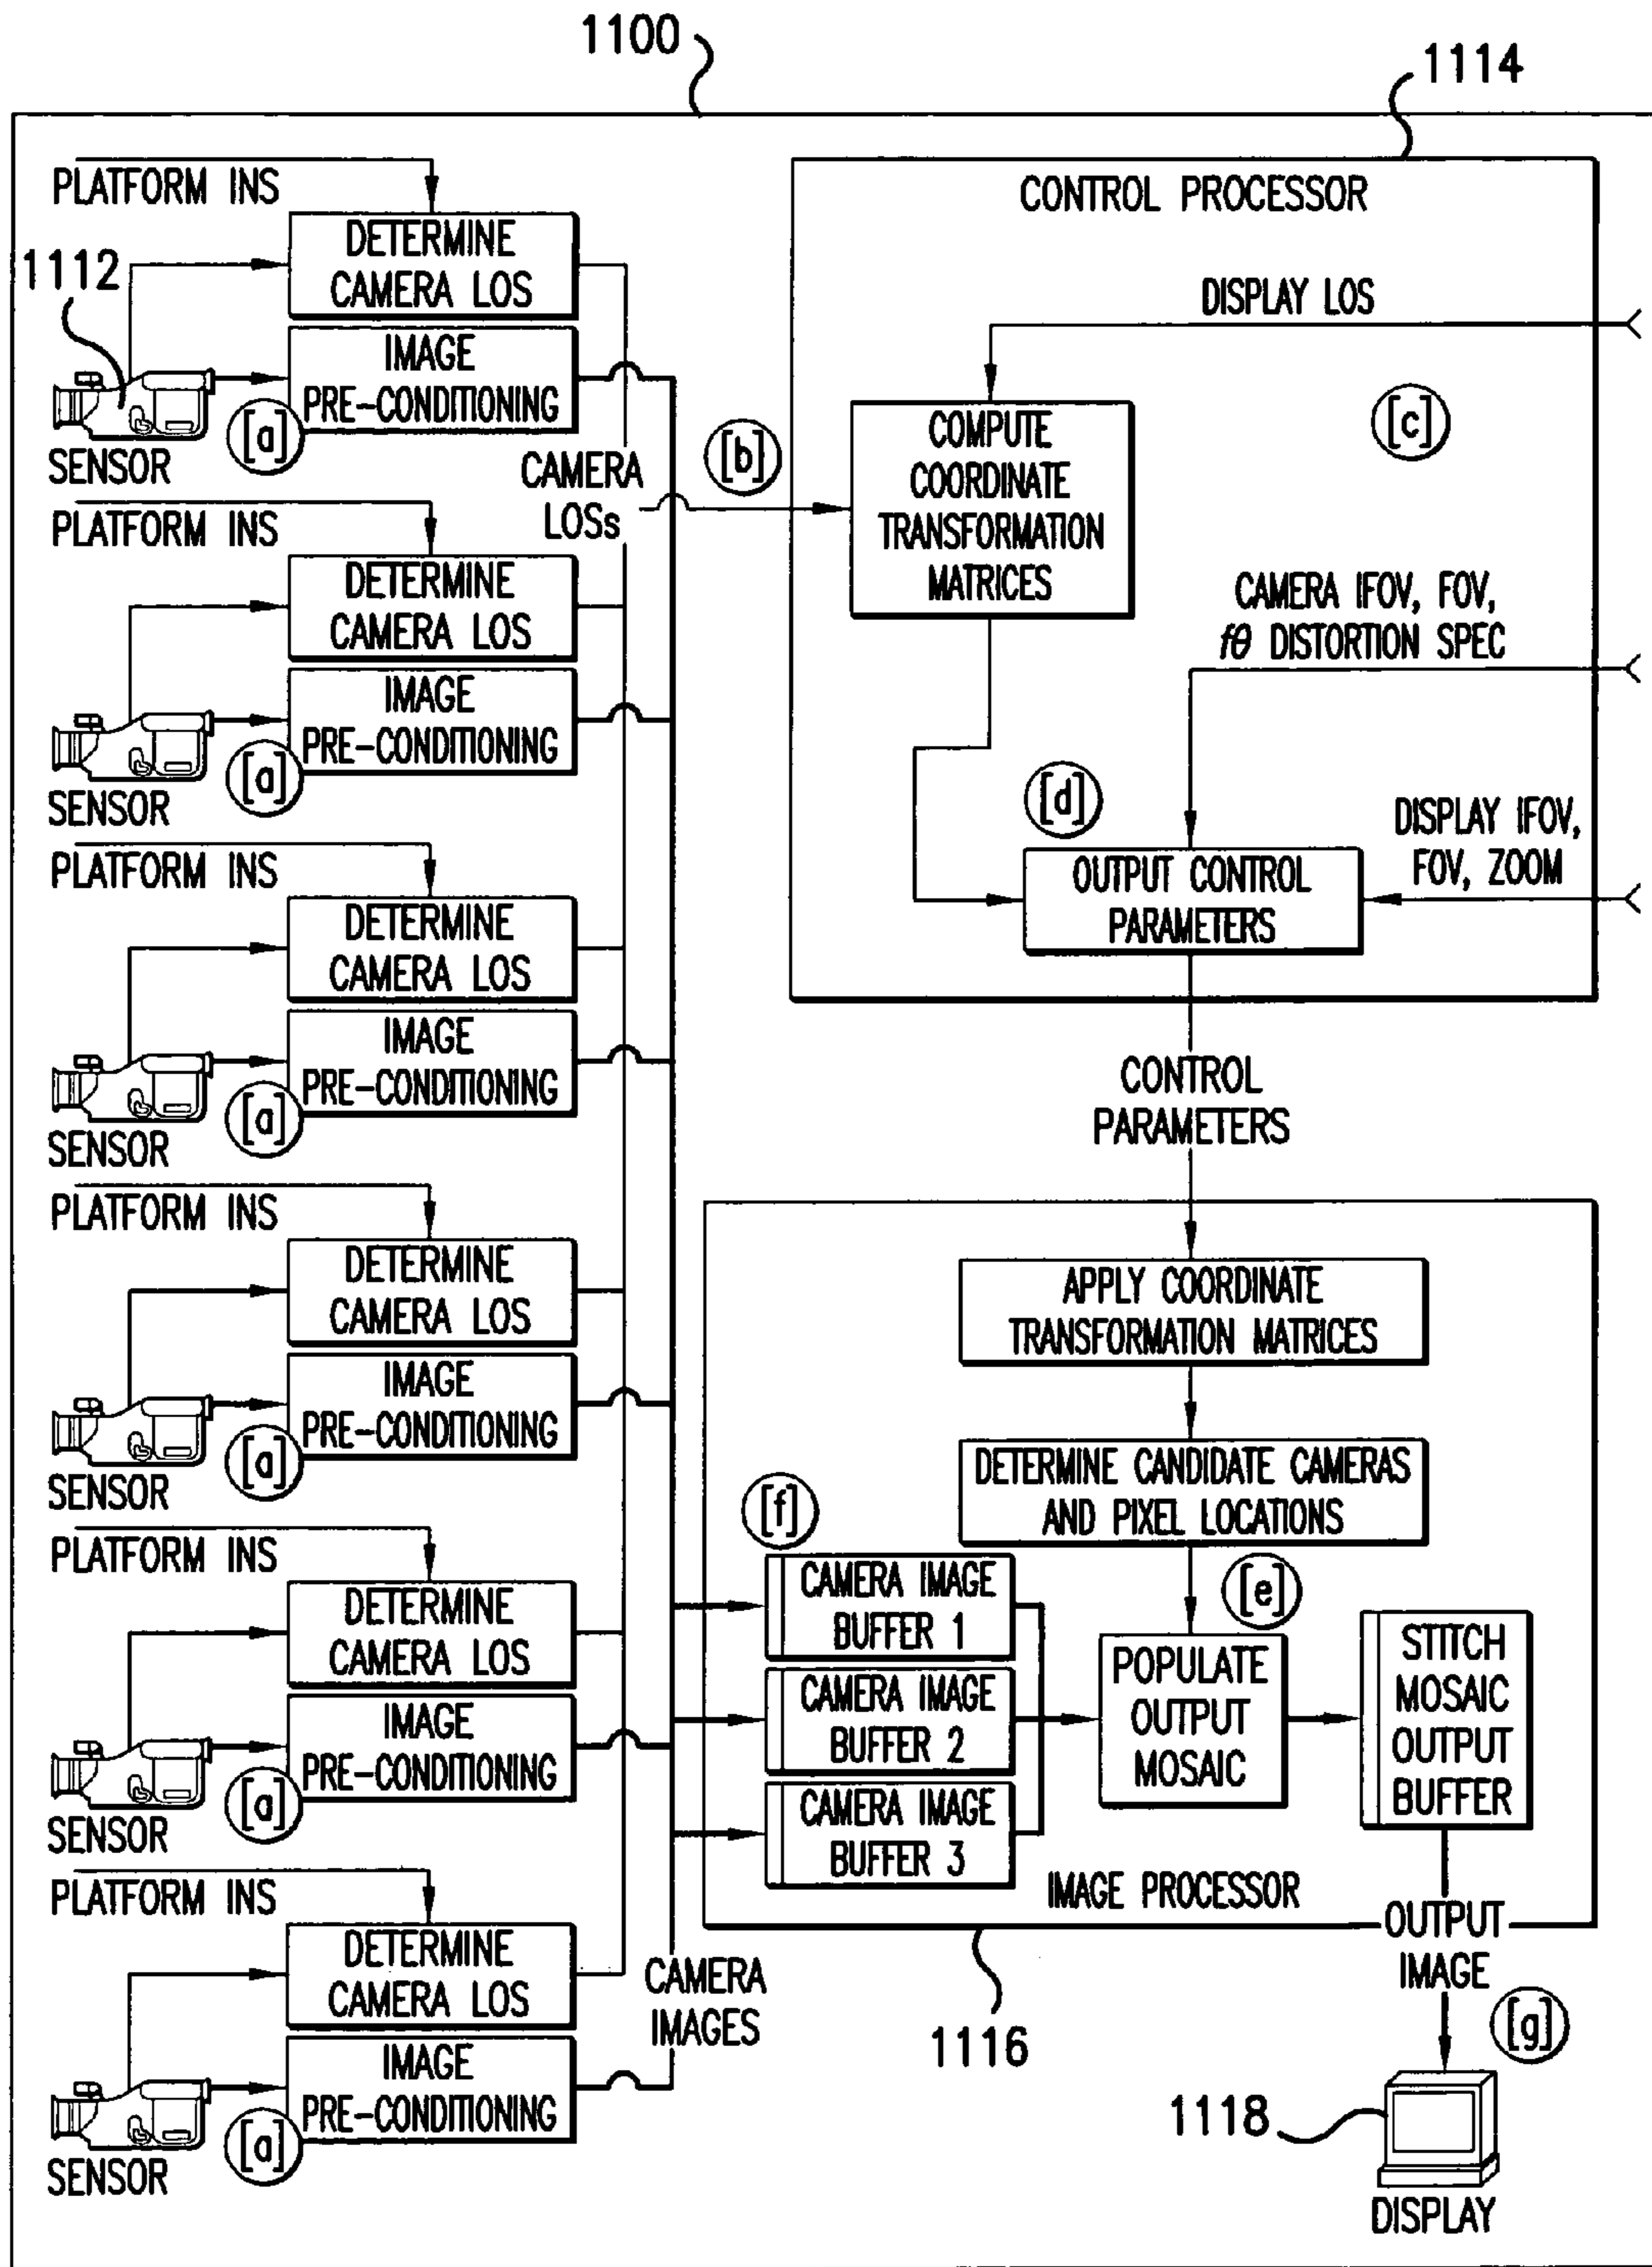 1100
1114
PLATFORM INS
DETERMINE
CAMERA LOS
1112
IMAGE
PRE-CONDITIONING
[a]
SENSOR
PLATFORM INS
DETERMINE
CAMERA LOS
IMAGE
PRE-CONDITIONING
[a]
SENSOR
PLATFORM INS
DETERMINE
CAMERA LOS
IMAGE
PRE-CONDITIONING
[a]
SENSOR
PLATFORM INS
DETERMINE
CAMERA LOS
IMAGE
PRE-CONDITIONING
[a]
SENSOR
PLATFORM INS
DETERMINE
CAMERA LOS
IMAGE
PRE-CONDITIONING
[a]
SENSOR
PLATFORM INS
DETERMINE
CAMERA LOS
IMAGE
PRE-CONDITIONING
[a]
SENSOR
CAMERA
LOSs
[b]
CAMERA
IMAGES
CONTROL PROCESSOR
DISPLAY LOS
[c]
COMPUTE
COORDINATE
TRANSFORMATION
MATRICES
CAMERA IFOV, FOV,
fθ DISTORTION SPEC
[d]
DISPLAY IFOV,
FOV, ZOOM
OUTPUT CONTROL
PARAMETERS
CONTROL
PARAMETERS
APPLY COORDINATE
TRANSFORMATION MATRICES
DETERMINE CANDIDATE CAMERAS
AND PIXEL LOCATIONS
[f]
CAMERA IMAGE
BUFFER 1
CAMERA IMAGE
BUFFER 2
CAMERA IMAGE
BUFFER 3
[e]
POPULATE
OUTPUT
MOSAIC
STITCH
MOSAIC
OUTPUT
BUFFER
IMAGE PROCESSOR
OUTPUT
IMAGE
1116
[g]
1118
DISPLAY